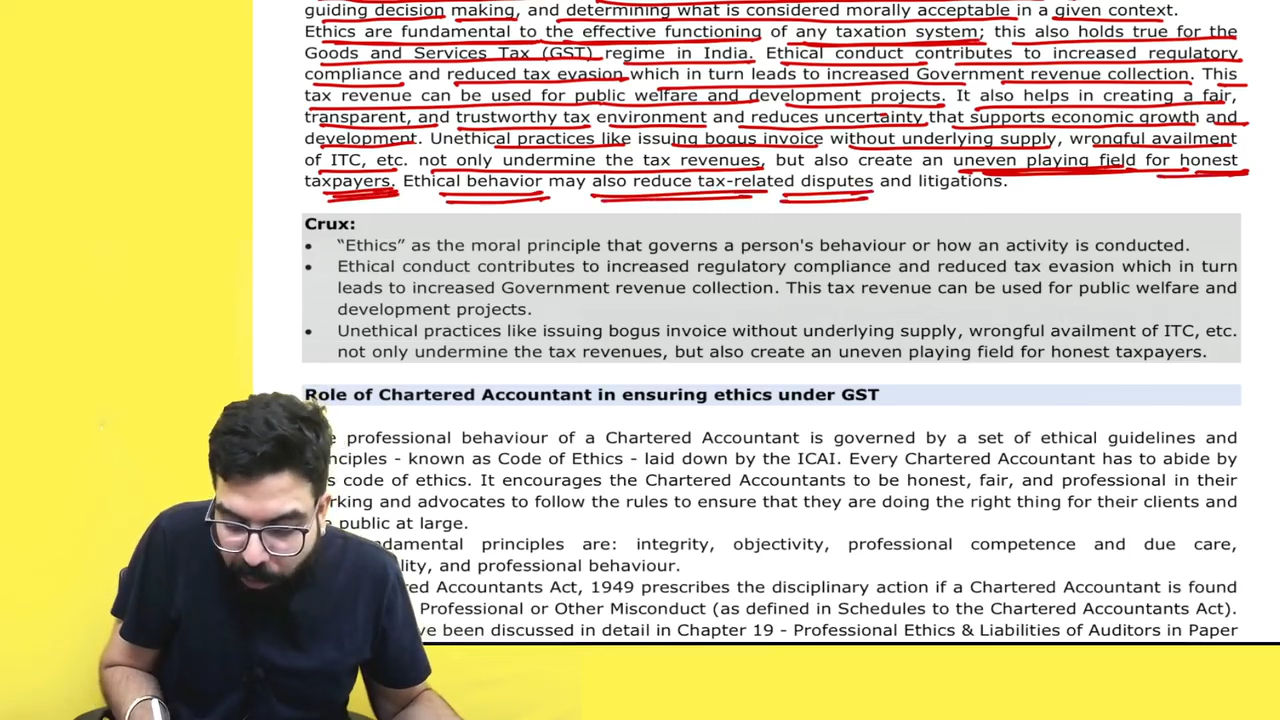 guiding decision making, and determining what is considered morally acceptable in a given context.
Ethics are fundamental to the effective functioning of any taxation system; this also holds true for the
Goods and Services Tax (GST) regime in India. Ethical conduct contributes to increased regulatory
compliance and reduced tax evasion which in turn leads to increased Government revenue collection. This
tax revenue can be used for public welfare and development projects. It also helps in creating a fair,
transparent, and trustworthy tax environment and reduces uncertainty that supports economic growth and
development. Unethical practices like issuing bogus invoice without underlying supply, wrongful availment
of ITC, etc. not only undermine the tax revenues, but also create an uneven playing field for honest
taxpayers. Ethical behavior may also reduce tax-related disputes and litigations.
Crux:
• “Ethics” as the moral principle that governs a person's behaviour or how an activity is conducted.
• Ethical conduct contributes to increased regulatory compliance and reduced tax evasion which in turn
leads to increased Government revenue collection. This tax revenue can be used for public welfare and
development projects.
• Unethical practices like issuing bogus invoice without underlying supply, wrongful availment of ITC, etc.
not only undermine the tax revenues, but also create an uneven playing field for honest taxpayers.
Role of Chartered Accountant in ensuring ethics under GST
professional behaviour of a Chartered Accountant is governed by a set of ethical guidelines and
nciples - known as Code of Ethics - laid down by the ICAI. Every Chartered Accountant has to abide by
s code of ethics. It encourages the Chartered Accountants to be honest, fair, and professional in their
rking and advocates to follow the rules to ensure that they are doing the right thing for their clients and
e public at large.
ndamental principles are: integrity, objectivity, professional competence and due care,
lity, and professional behaviour.
red Accountants Act, 1949 prescribes the disciplinary action if a Chartered Accountant is found
Professional or Other Misconduct (as defined in Schedules to the Chartered Accountants Act).
ve been discussed in detail in Chapter 19 - Professional Ethics & Liabilities of Auditors in Paper